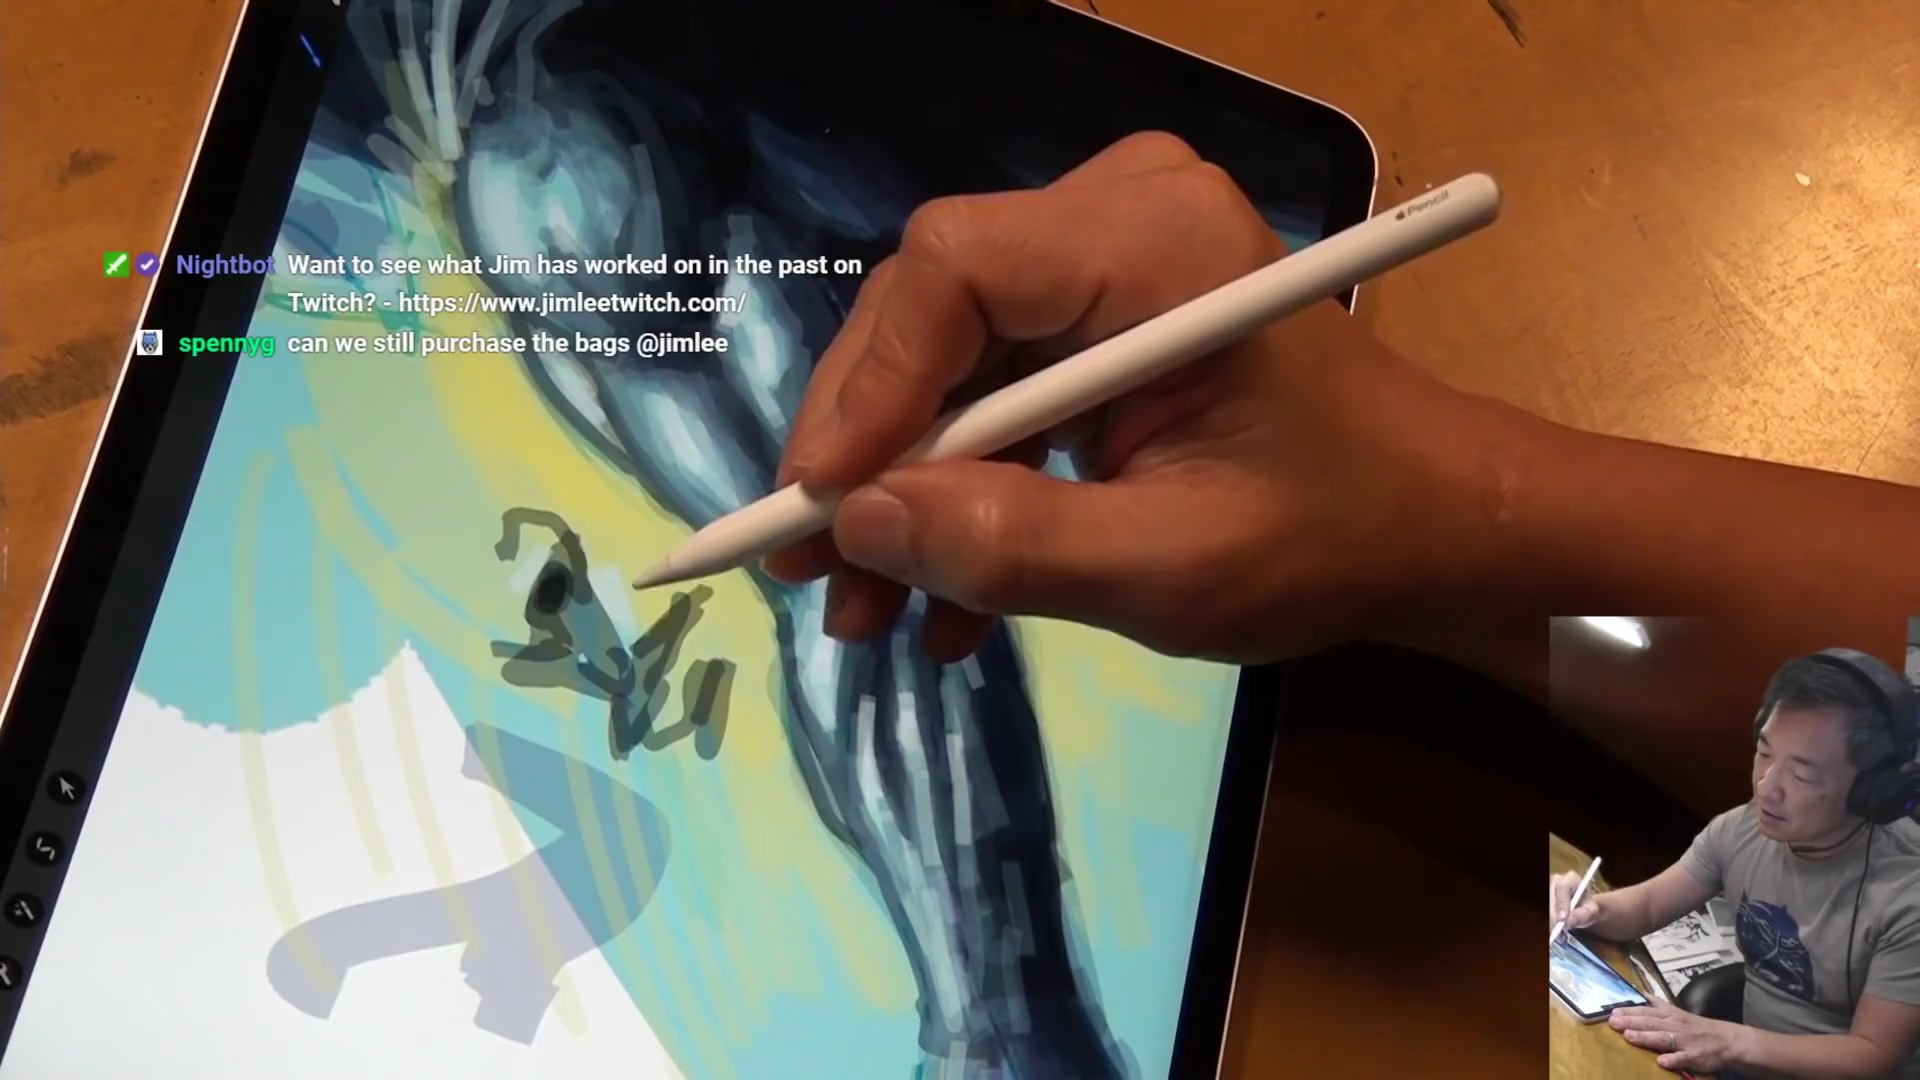 Pencil
Nightbot Want to see what Jim has worked on in the past on
Twitch? - https://www.jimleetwitch.com/
spennyg can we still purchase the bags @jimlee